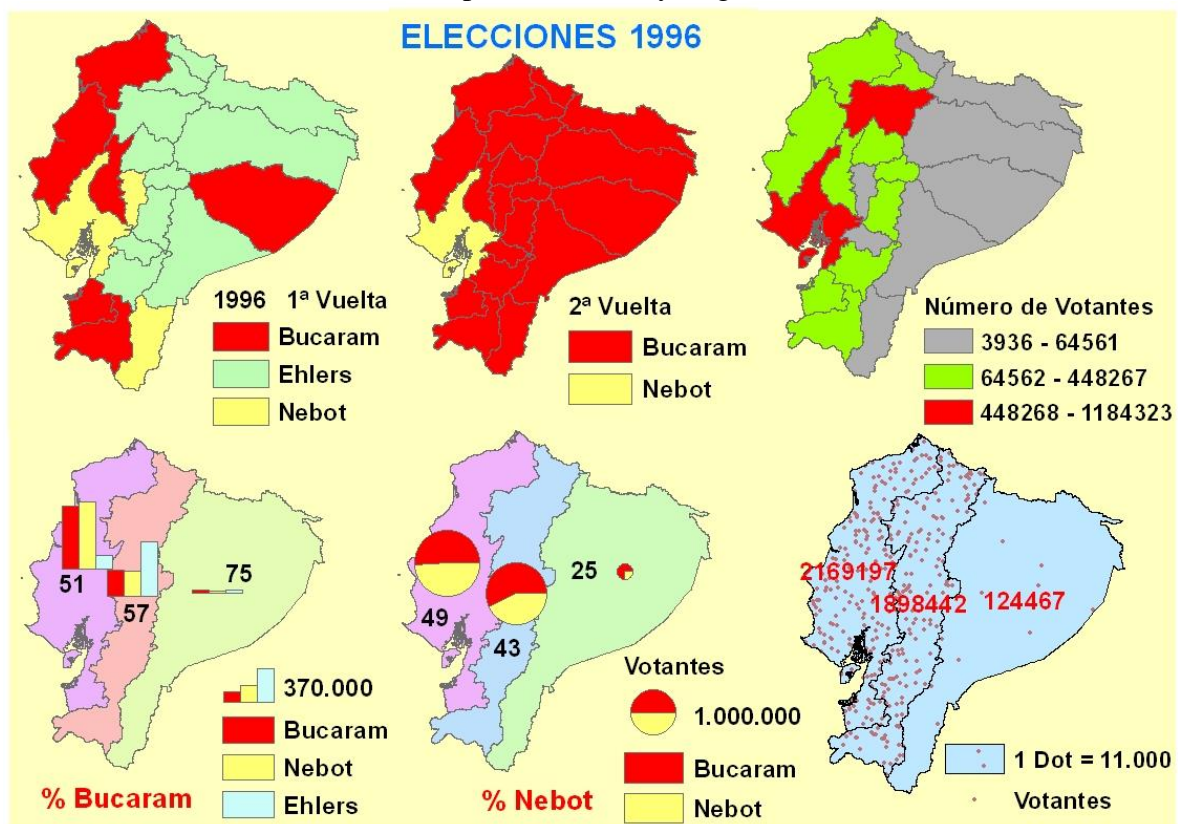 ELECCIONES 1996
1996 1ª Vuelta
Bucaram
Ehlers
Nebot
2ª Vuelta
Bucaram
Nebot
Número de Votantes
3936 - 64561
64562 - 448267
448268 - 1184323
51
57
75
370.000
Bucaram
Nebot
Ehlers
% Bucaram
49
43
25
Votantes
1.000.000
Bucaram
Nebot
% Nebot
2169197
1898442
124467
1 Dot = 11.000
Votantes